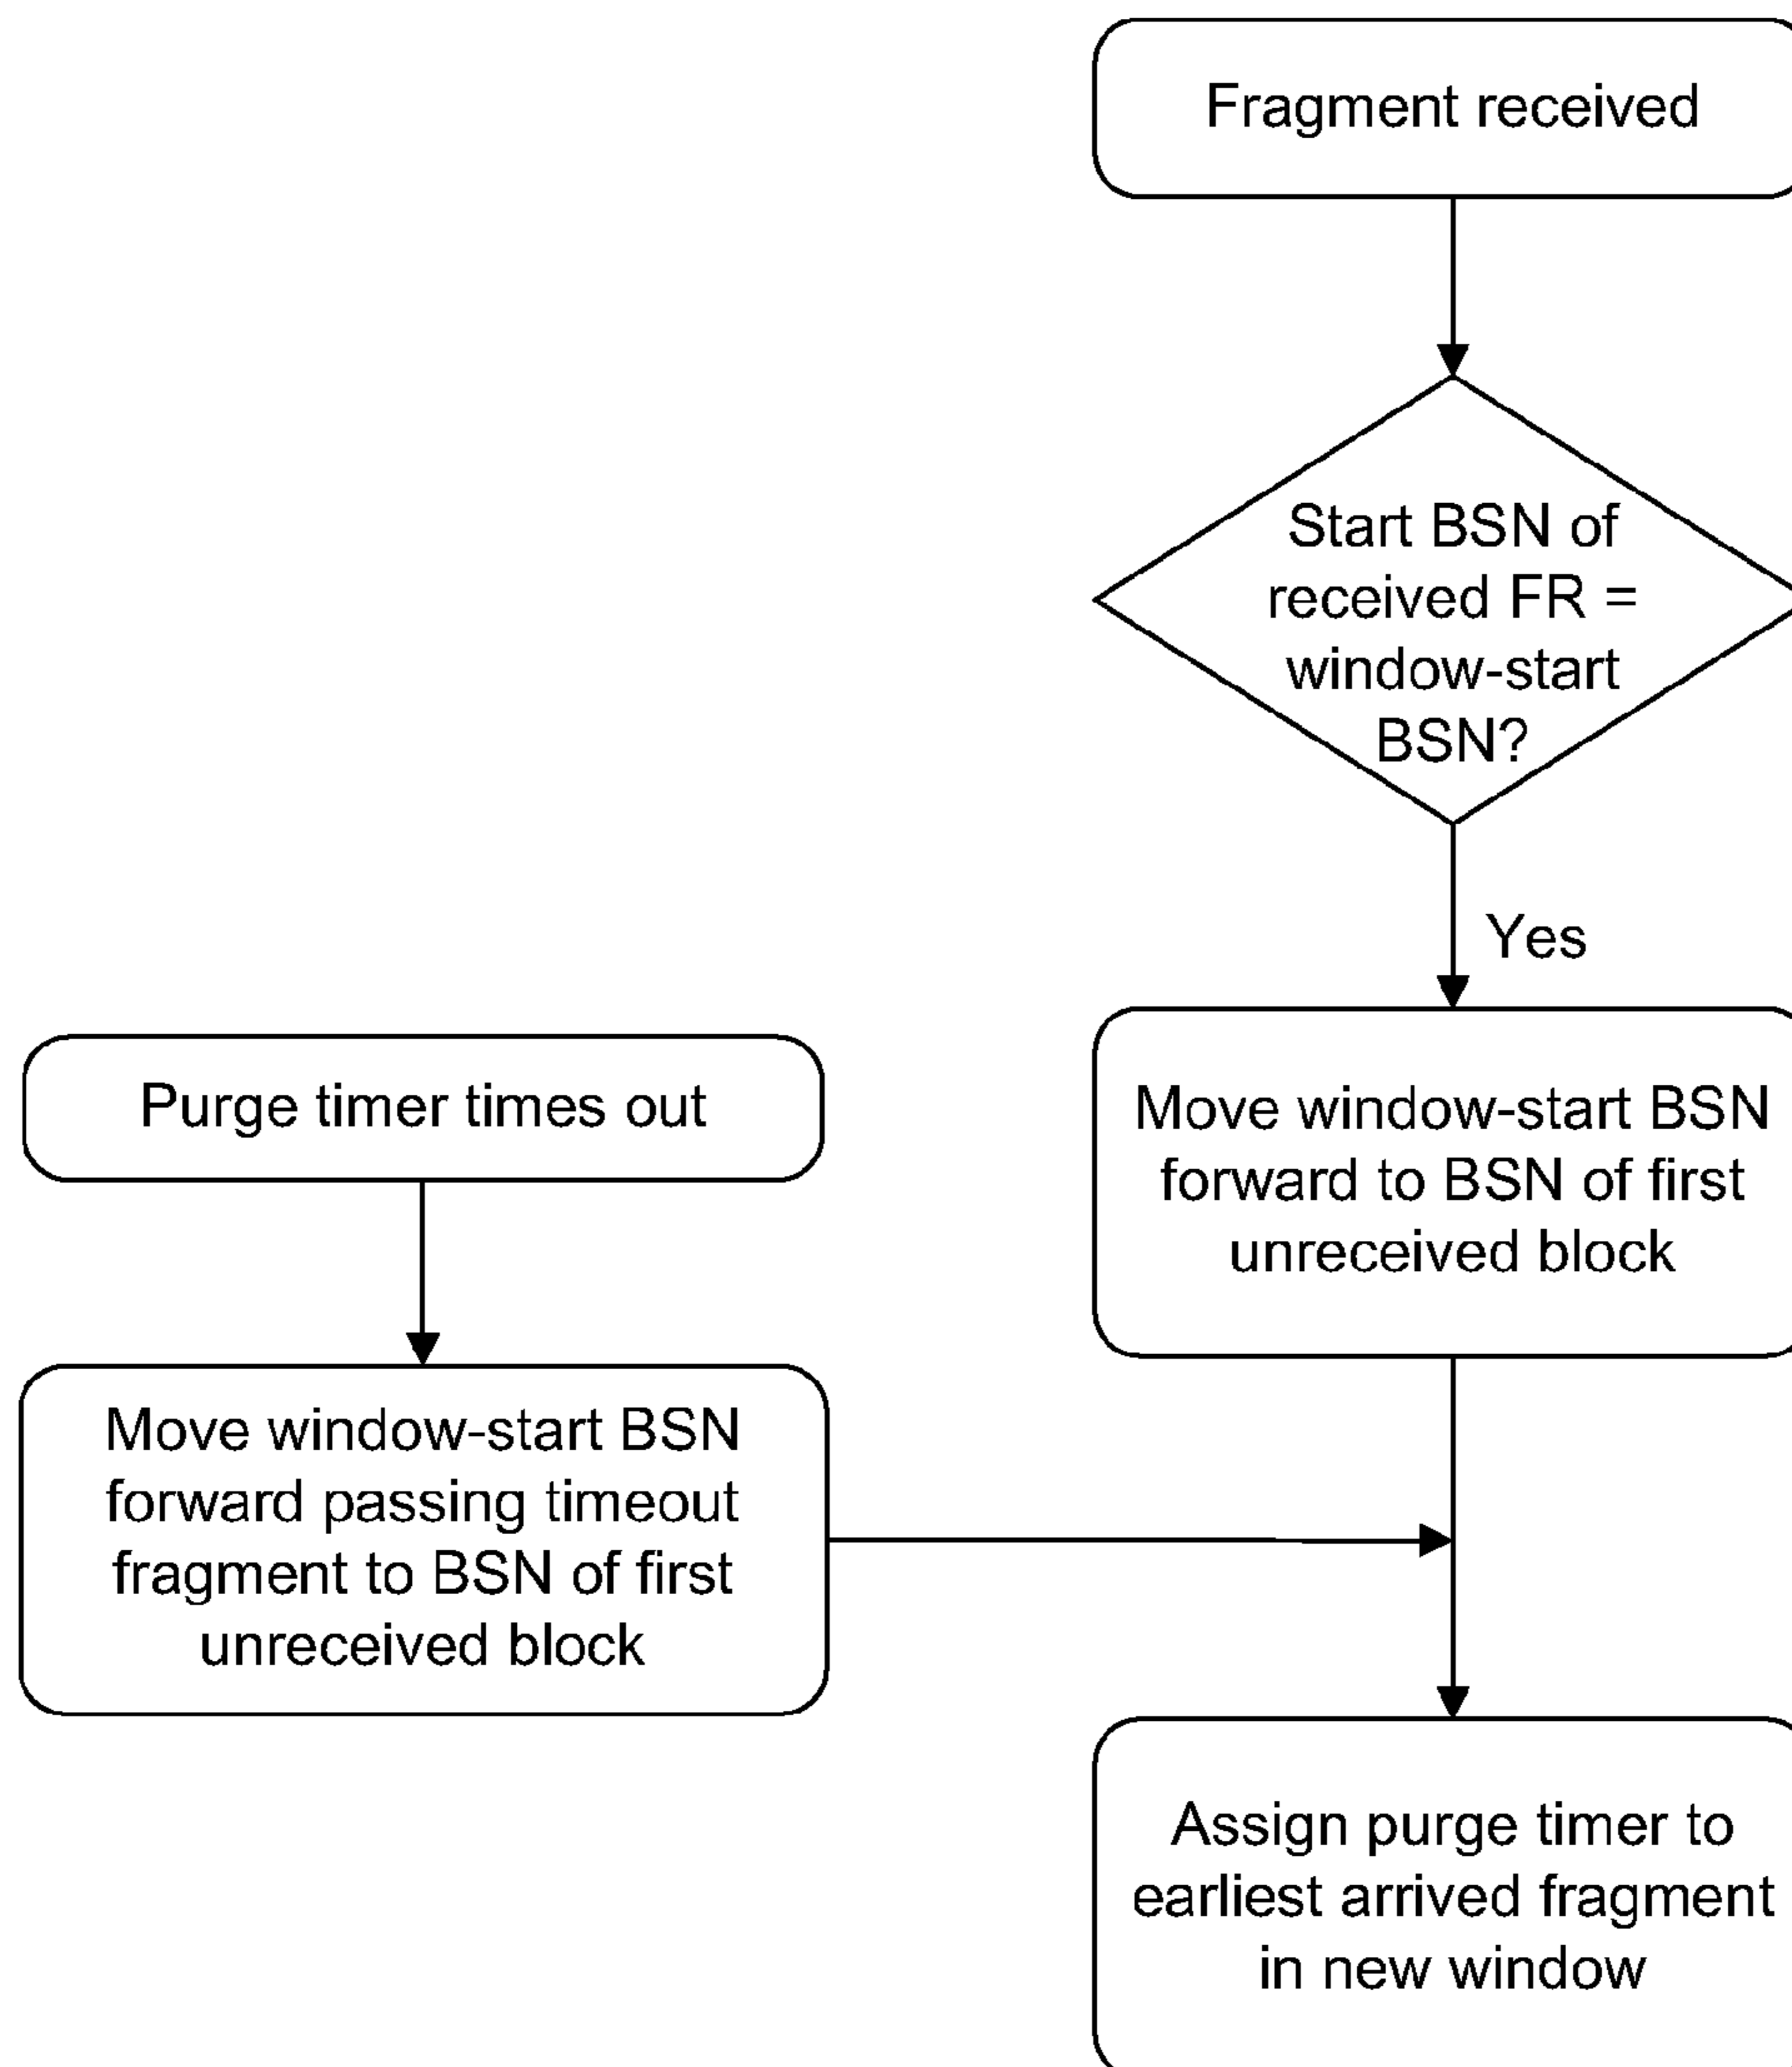 Fragment received
Start BSN of
received FR =
window-start
BSN?
Yes
Move window-start BSN
forward to BSN of first
unreceived block
Purge timer times out
Move window-start BSN
forward passing timeout
fragment to BSN of first
unreceived block
Assign purge timer to
earliest arrived fragment
in new window